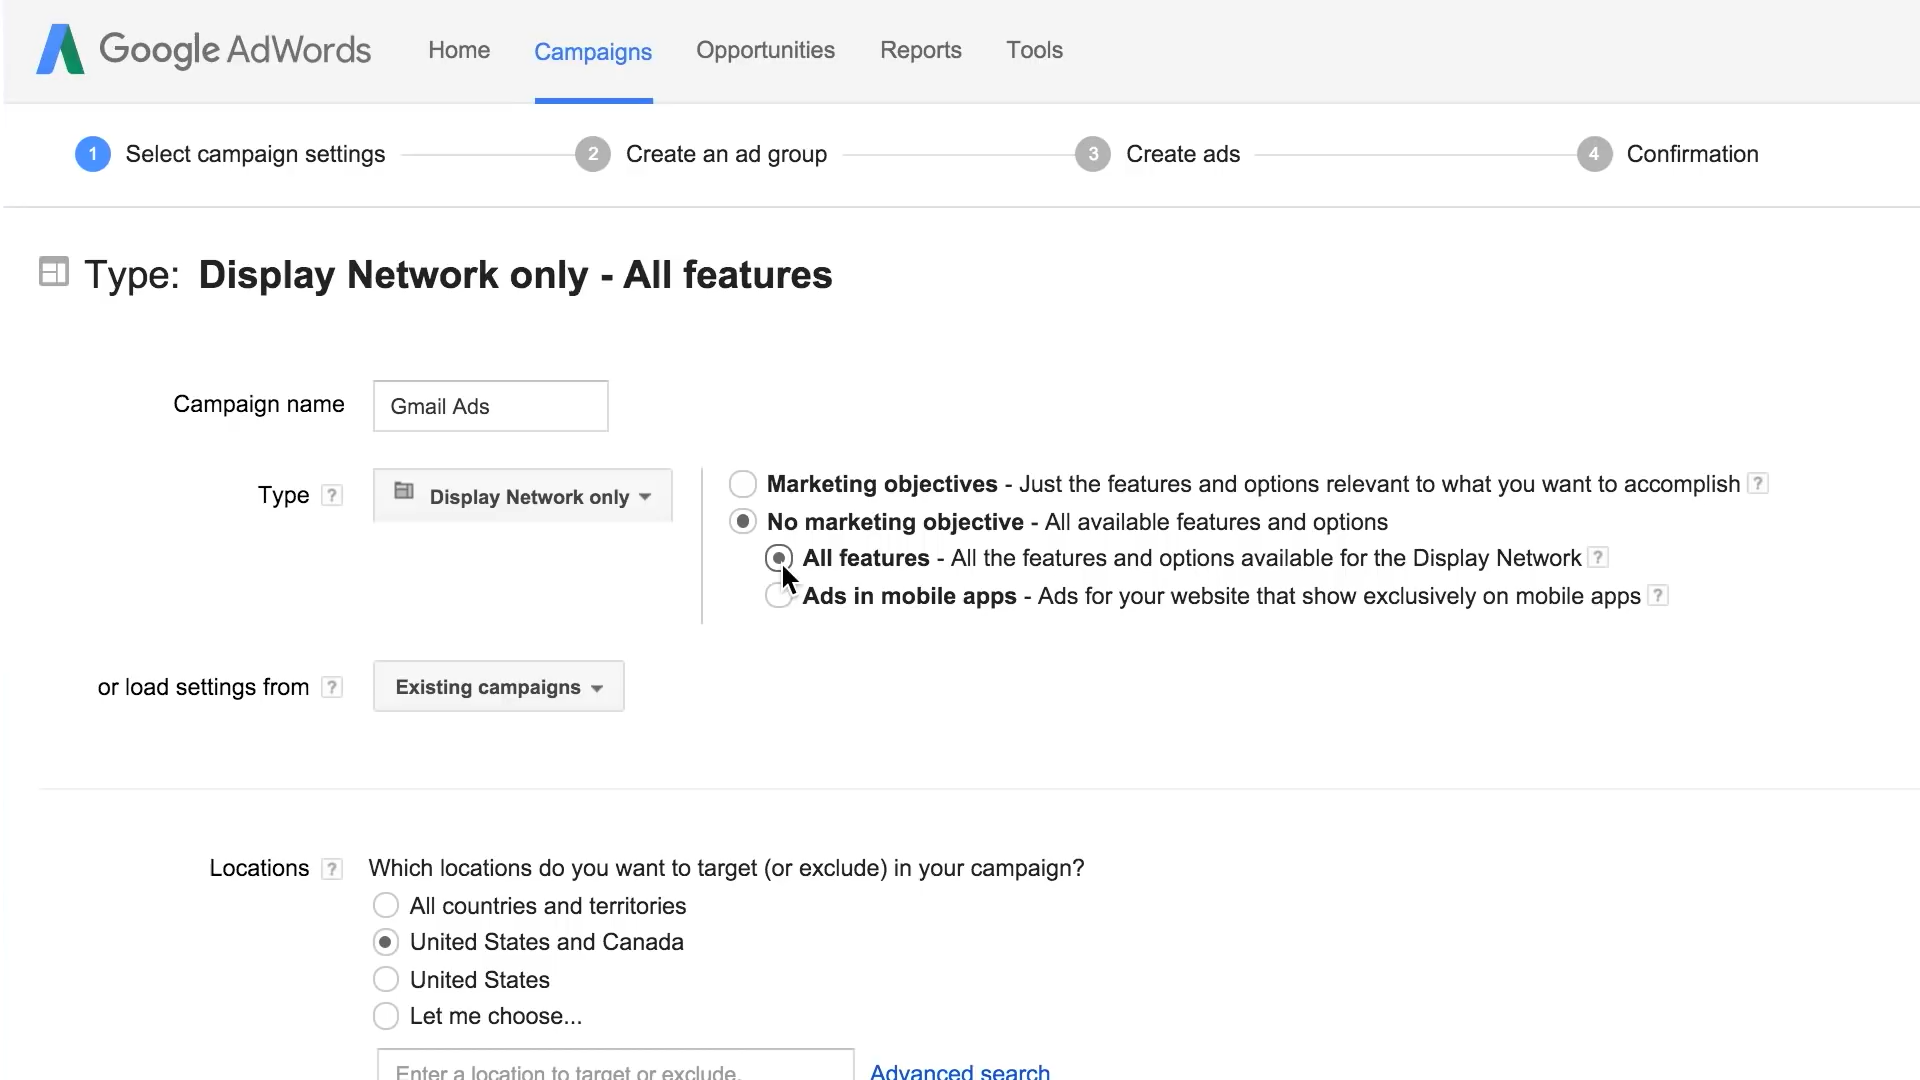 Google AdWords Home Campaigns Opportunities Reports Tools
1 Select campaign settings 2 Create an ad group 3 Create ads 4 Confirmation
Type: Display Network only - All features
Campaign name Gmail Ads
Type ? Display Network only
Marketing objectives - Just the features and options relevant to what you want to accomplish ?
No marketing objective - All available features and options
All features - All the features and options available for the Display Network ?
Ads in mobile apps - Ads for your website that show exclusively on mobile apps ?
or load settings from ? Existing campaigns
Locations ? Which locations do you want to target (or exclude) in your campaign?
All countries and territories
United States and Canada
United States
Let me choose...
Enter a location to target or exclude. Advanced search